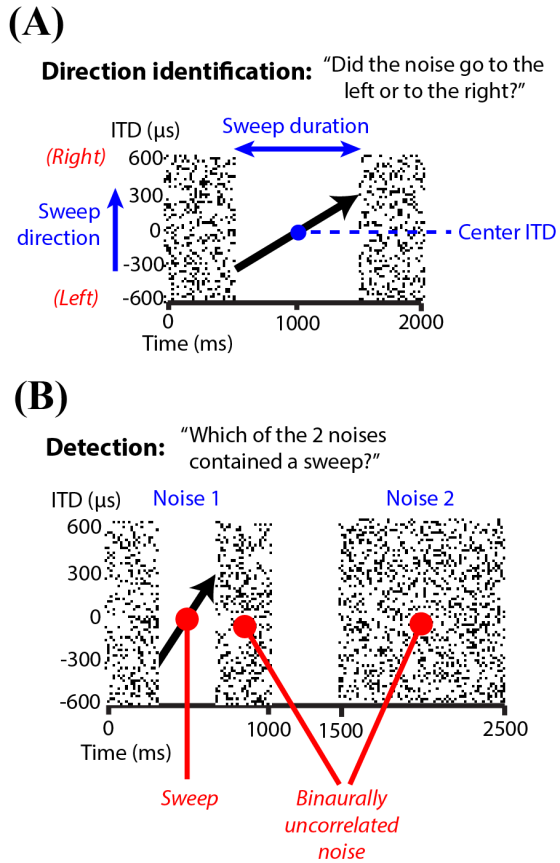 (A)
Direction identification: “Did the noise go to the
left or to the right?”
ITD (µs)
Sweep duration
(Right)
600
300
0
-300
-600
Sweep
direction
Center ITD
(Left)
0
1000
2000
Time (ms)
(B)
Detection:
“Which of the 2 noises
contained a sweep?”
ITD (µs)
Noise 1
Noise 2
600
300
0
-300
-600
0
1000
1500
2500
Time (ms)
Sweep
Binaurally
uncorrelated
noise